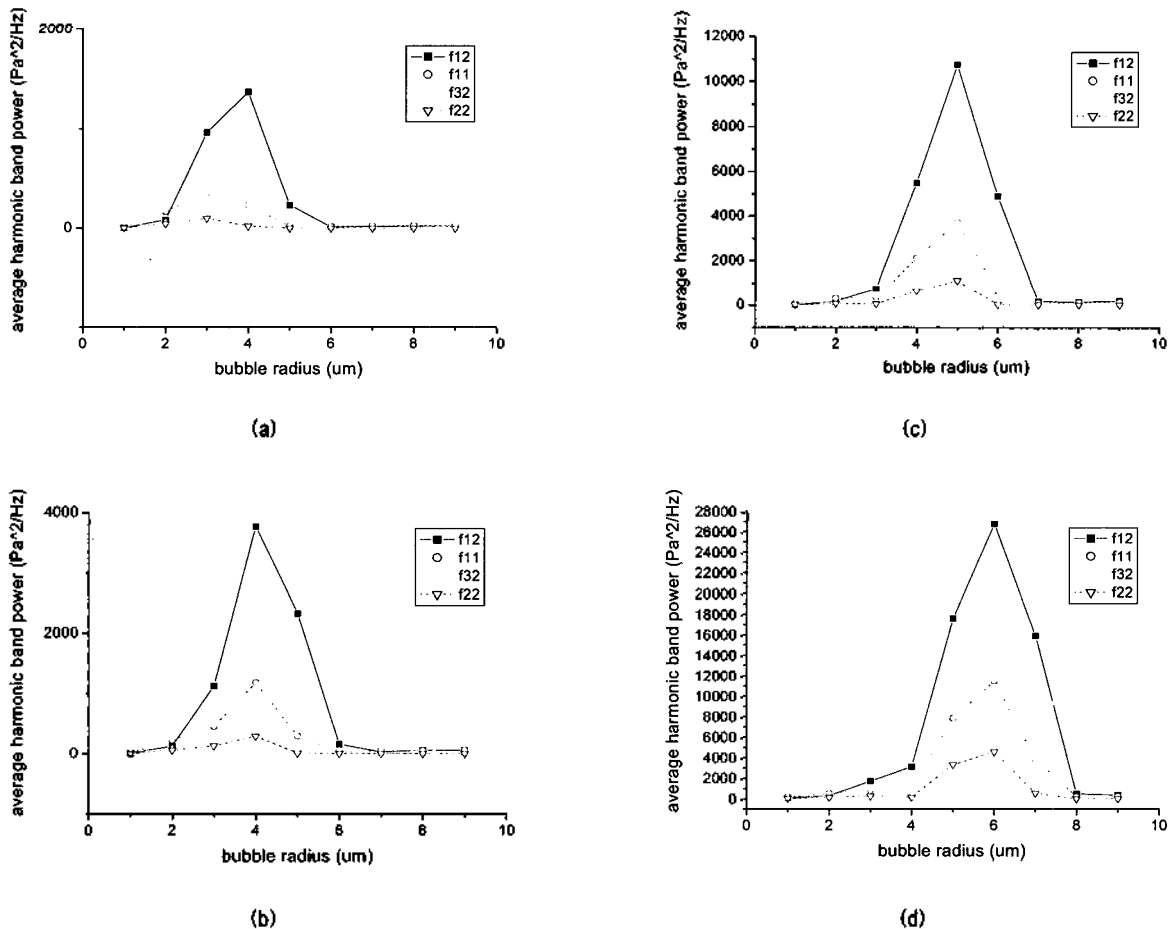 average harmonic band power (Pa^2/Hz)
2000
1000
0
f12
f11
f32
f22
0 2 4 6 8 10
bubble radius (um)
(a)
average harmonic band power (Pa^2/Hz)
12000
10000
8000
6000
4000
2000
0
f12
f11
f32
f22
0 2 4 6 8 10
bubble radius (um)
(c)
average harmonic band power (Pa^2/Hz)
4000
2000
0
f12
f11
f32
f22
0 2 4 6 8 10
bubble radius (um)
(b)
average harmonic band power (Pa^2/Hz)
28000
26000
24000
22000
20000
18000
16000
14000
12000
10000
8000
6000
4000
2000
0
f12
f11
f32
f22
0 2 4 6 8 10
bubble radius (um)
(d)